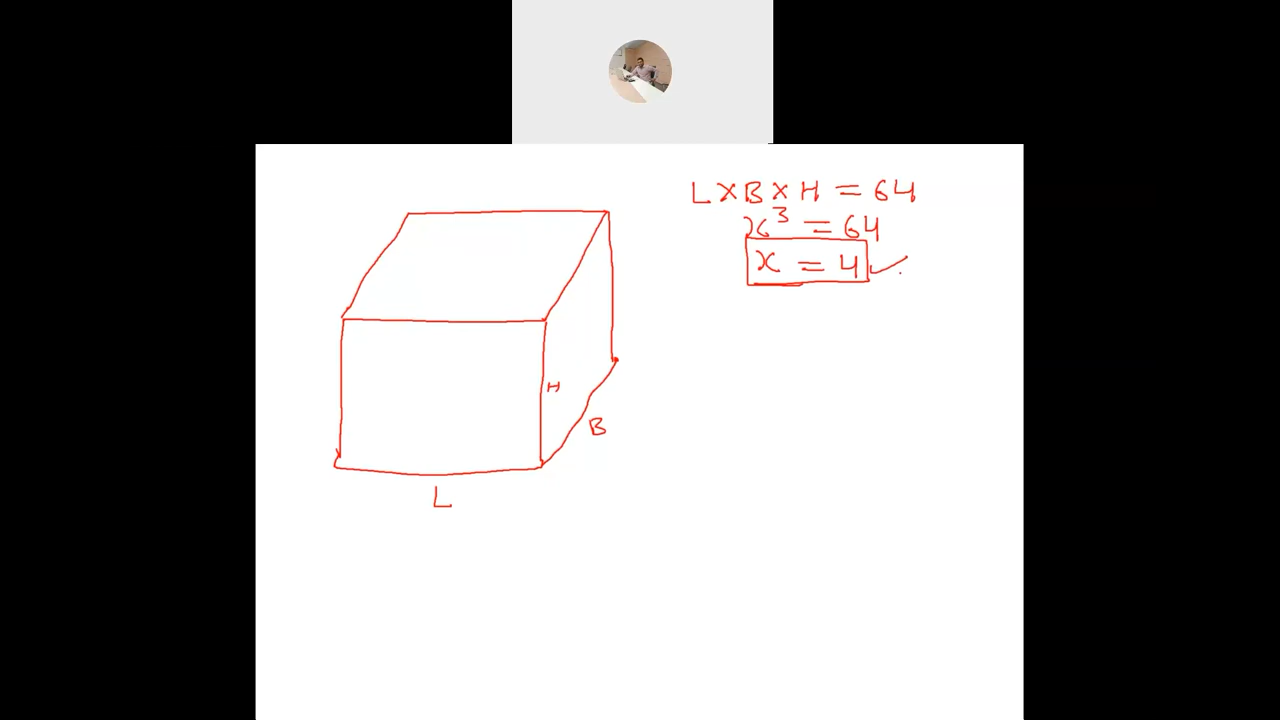 L × B × H = 64
x³ = 64
x = 4 ✓
H
B
L